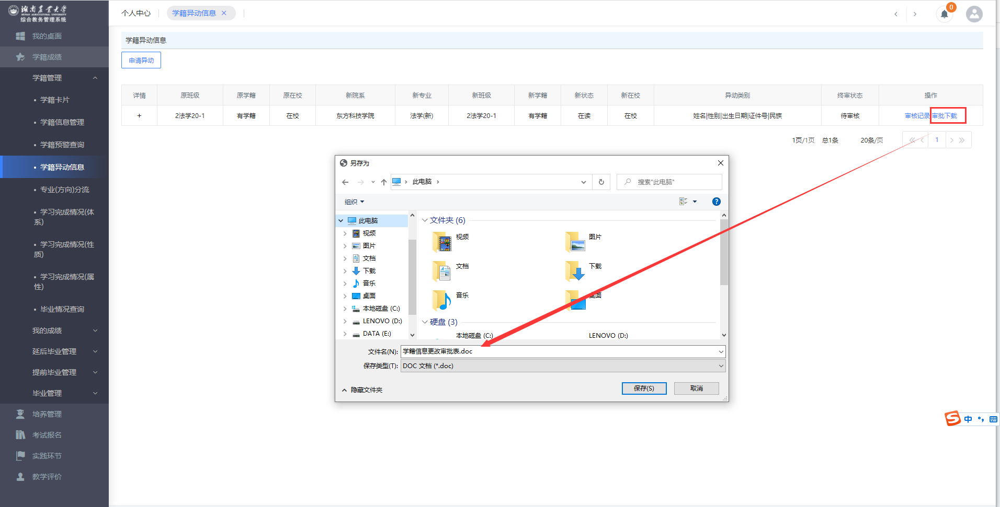 湖南农业大学
HUNAN AGRICULTURAL UNIVERSITY
综合教务管理系统
个人中心
学籍异动信息
0
我的桌面
学籍成绩
学籍管理
学籍卡片
学籍信息管理
学籍预警查询
学籍异动信息
专业(方向)分流
学习完成情况(体
系)
学习完成情况(性
质)
学习完成情况(属
性)
毕业情况查询
我的成绩
延后毕业管理
提前毕业管理
毕业管理
培养管理
考试报名
实践环节
教学评价
学籍异动信息
申请异动
详情 原班级 原学籍 原在校 新院系 新专业 新班级 新学籍 新状态 新在校 异动类别 终审状态 操作
+ 2法学20-1 有学籍 在校 东方科技学院 法学(新) 2法学20-1 有学籍 在读 在校 姓名|性别|出生日期|证件号|民族 待审核 审核记录 审批下载
1页/1页 总1条 20条/页 1
另存为
此电脑
搜索"此电脑"
组织
此电脑
视频
图片
文档
下载
音乐
桌面
本地磁盘 (C:)
LENOVO (D:)
DATA (E:)
文件夹 (6)
视频
图片
文档
下载
音乐
桌面
硬盘 (3)
本地磁盘 (C:)
LENOVO (D:)
文件名(N): 学籍信息更改审批表.doc
保存类型(T): DOC 文档 (*.doc)
隐藏文件夹
保存(S)
取消
中